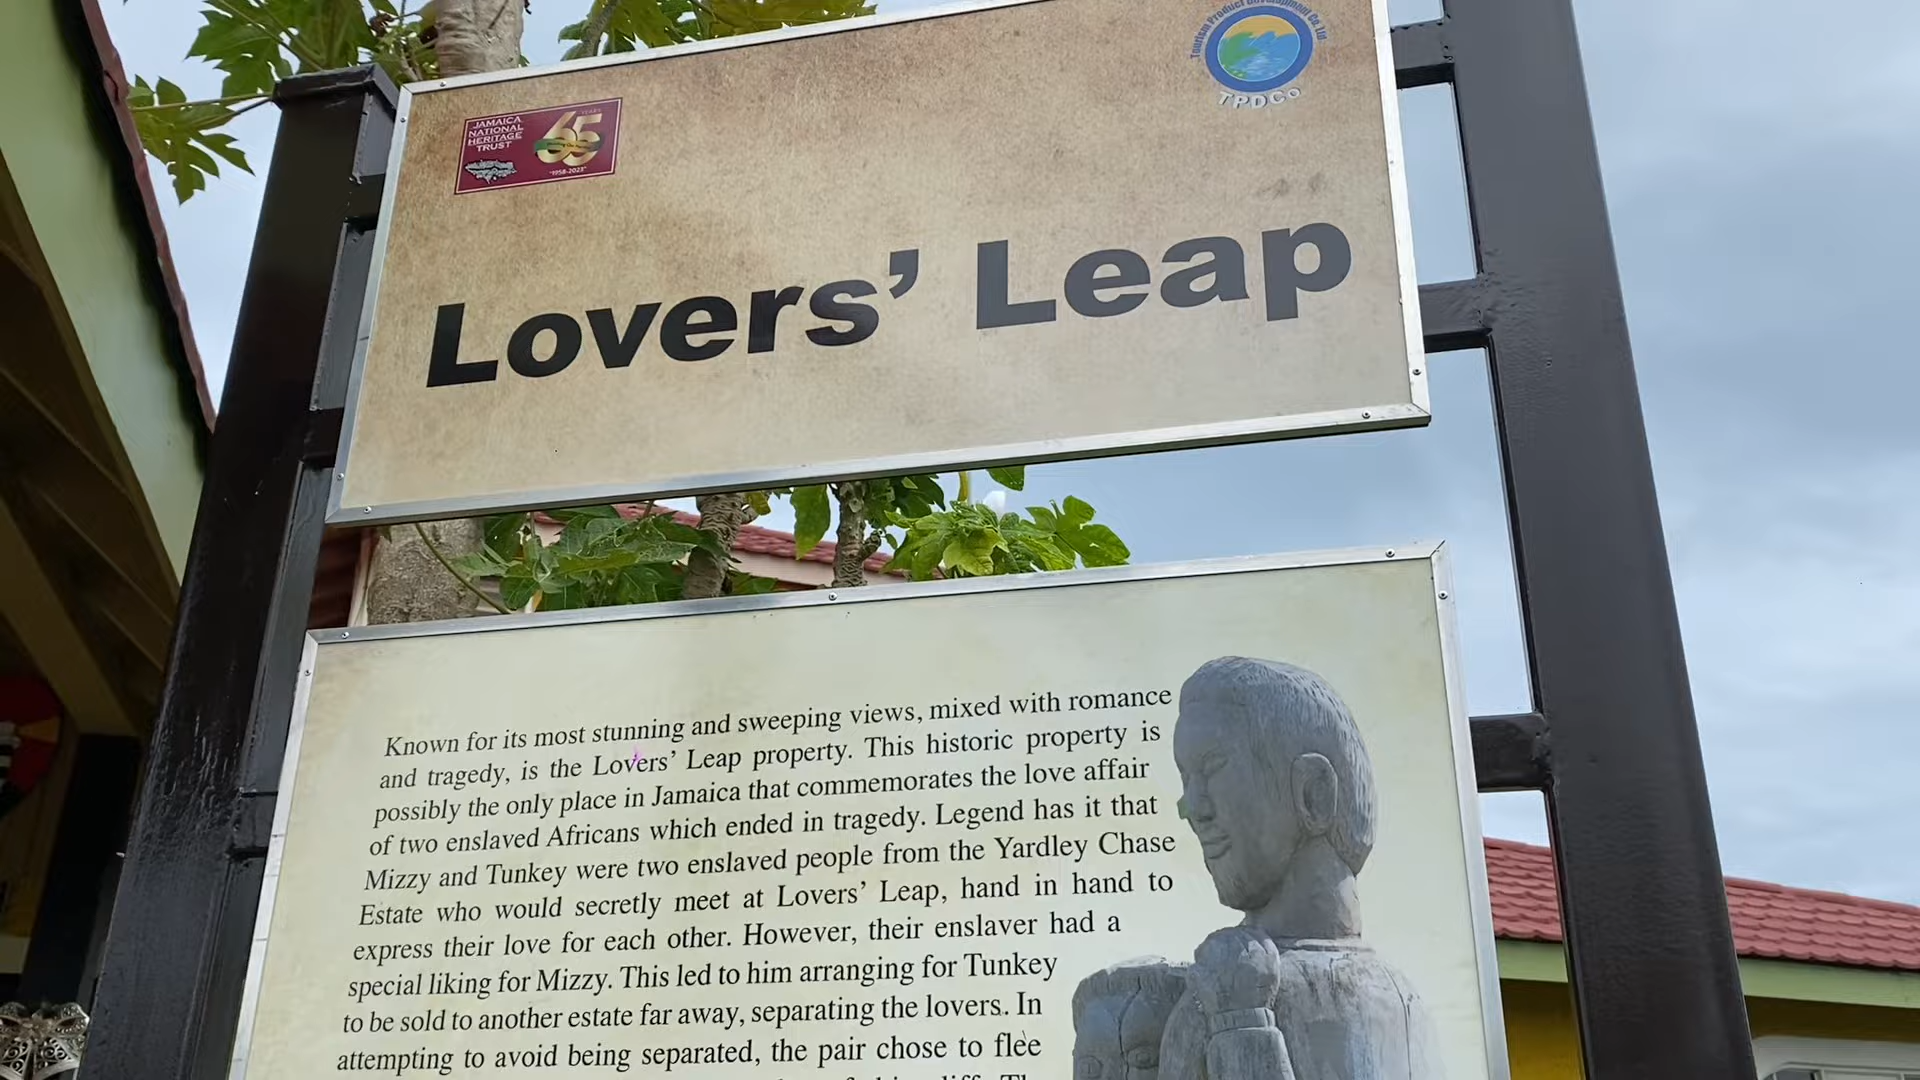 JAMAICA
NATIONAL
HERITAGE
TRUST
65
YEARS
"1958-2023"
Tourism Product Development Co. Ltd
TPDCo
Lovers’ Leap
Known for its most stunning and sweeping views, mixed with romance
and tragedy, is the Lovers’ Leap property. This historic property is
possibly the only place in Jamaica that commemorates the love affair
of two enslaved Africans which ended in tragedy. Legend has it that
Mizzy and Tunkey were two enslaved people from the Yardley Chase
Estate who would secretly meet at Lovers’ Leap, hand in hand to
express their love for each other. However, their enslaver had a
special liking for Mizzy. This led to him arranging for Tunkey
to be sold to another estate far away, separating the lovers. In
attempting to avoid being separated, the pair chose to flee